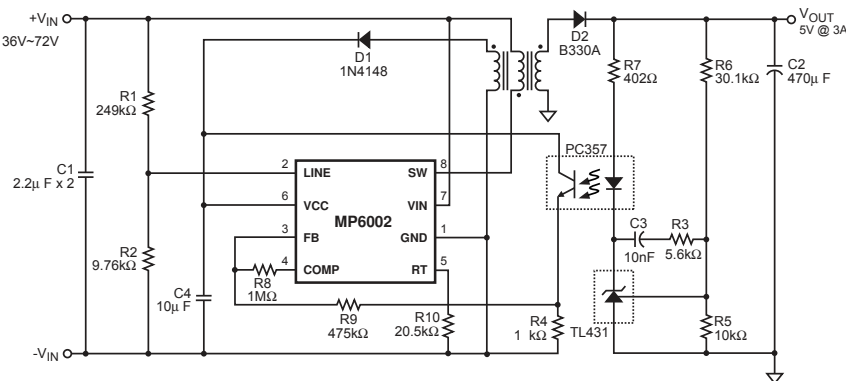 +VIN
36V~72V
D1
1N4148
D2
B330A
VOUT
5V @ 3A
R1
249kΩ
R7
402Ω
R6
30.1kΩ
C2
470μ F
C1
2.2μ F x 2
PC357
2 LINE SW 8
6 VCC VIN 7
MP6002
3 FB GND 1
4 COMP RT 5
R2
9.76kΩ
C4
10μ F
R8
1MΩ
R9
475kΩ
R10
20.5kΩ
R4
1 kΩ
C3
10nF
R3
5.6kΩ
TL431
R5
10kΩ
-VIN